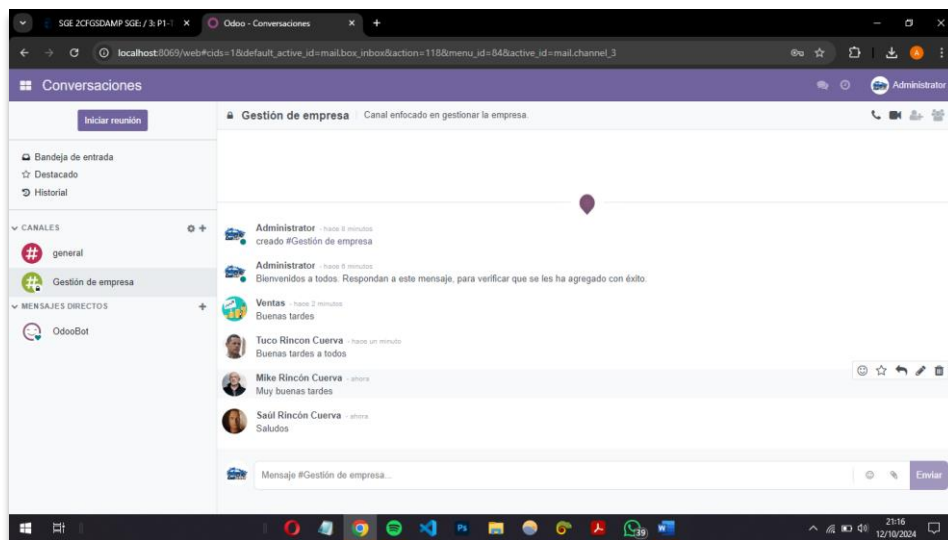 SGE 2CFGSDAMP SGE: / 3: P1-T
Odoo - Conversaciones
localhost:8069/web#cids=1&default_active_id=mail.box_inbox&action=118&menu_id=84&active_id=mail.channel_3
A
Conversaciones
Administrator
Iniciar reunión
Gestión de empresa
Canal enfocado en gestionar la empresa.
Bandeja de entrada
Destacado
Historial
CANALES
general
Gestión de empresa
MENSAJES DIRECTOS
OdooBot
Administrator - hace 8 minutos
creado #Gestión de empresa
Administrator - hace 6 minutos
Bienvenidos a todos. Respondan a este mensaje, para verificar que se les ha agregado con éxito.
Ventas - hace 2 minutos
Buenas tardes
Tuco Rincon Cuerva - hace un minuto
Buenas tardes a todos
Mike Rincón Cuerva - ahora
Muy buenas tardes
Saúl Rincón Cuerva - ahora
Saludos
Mensaje #Gestión de empresa...
Enviar
Ps
39
21:16
12/10/2024